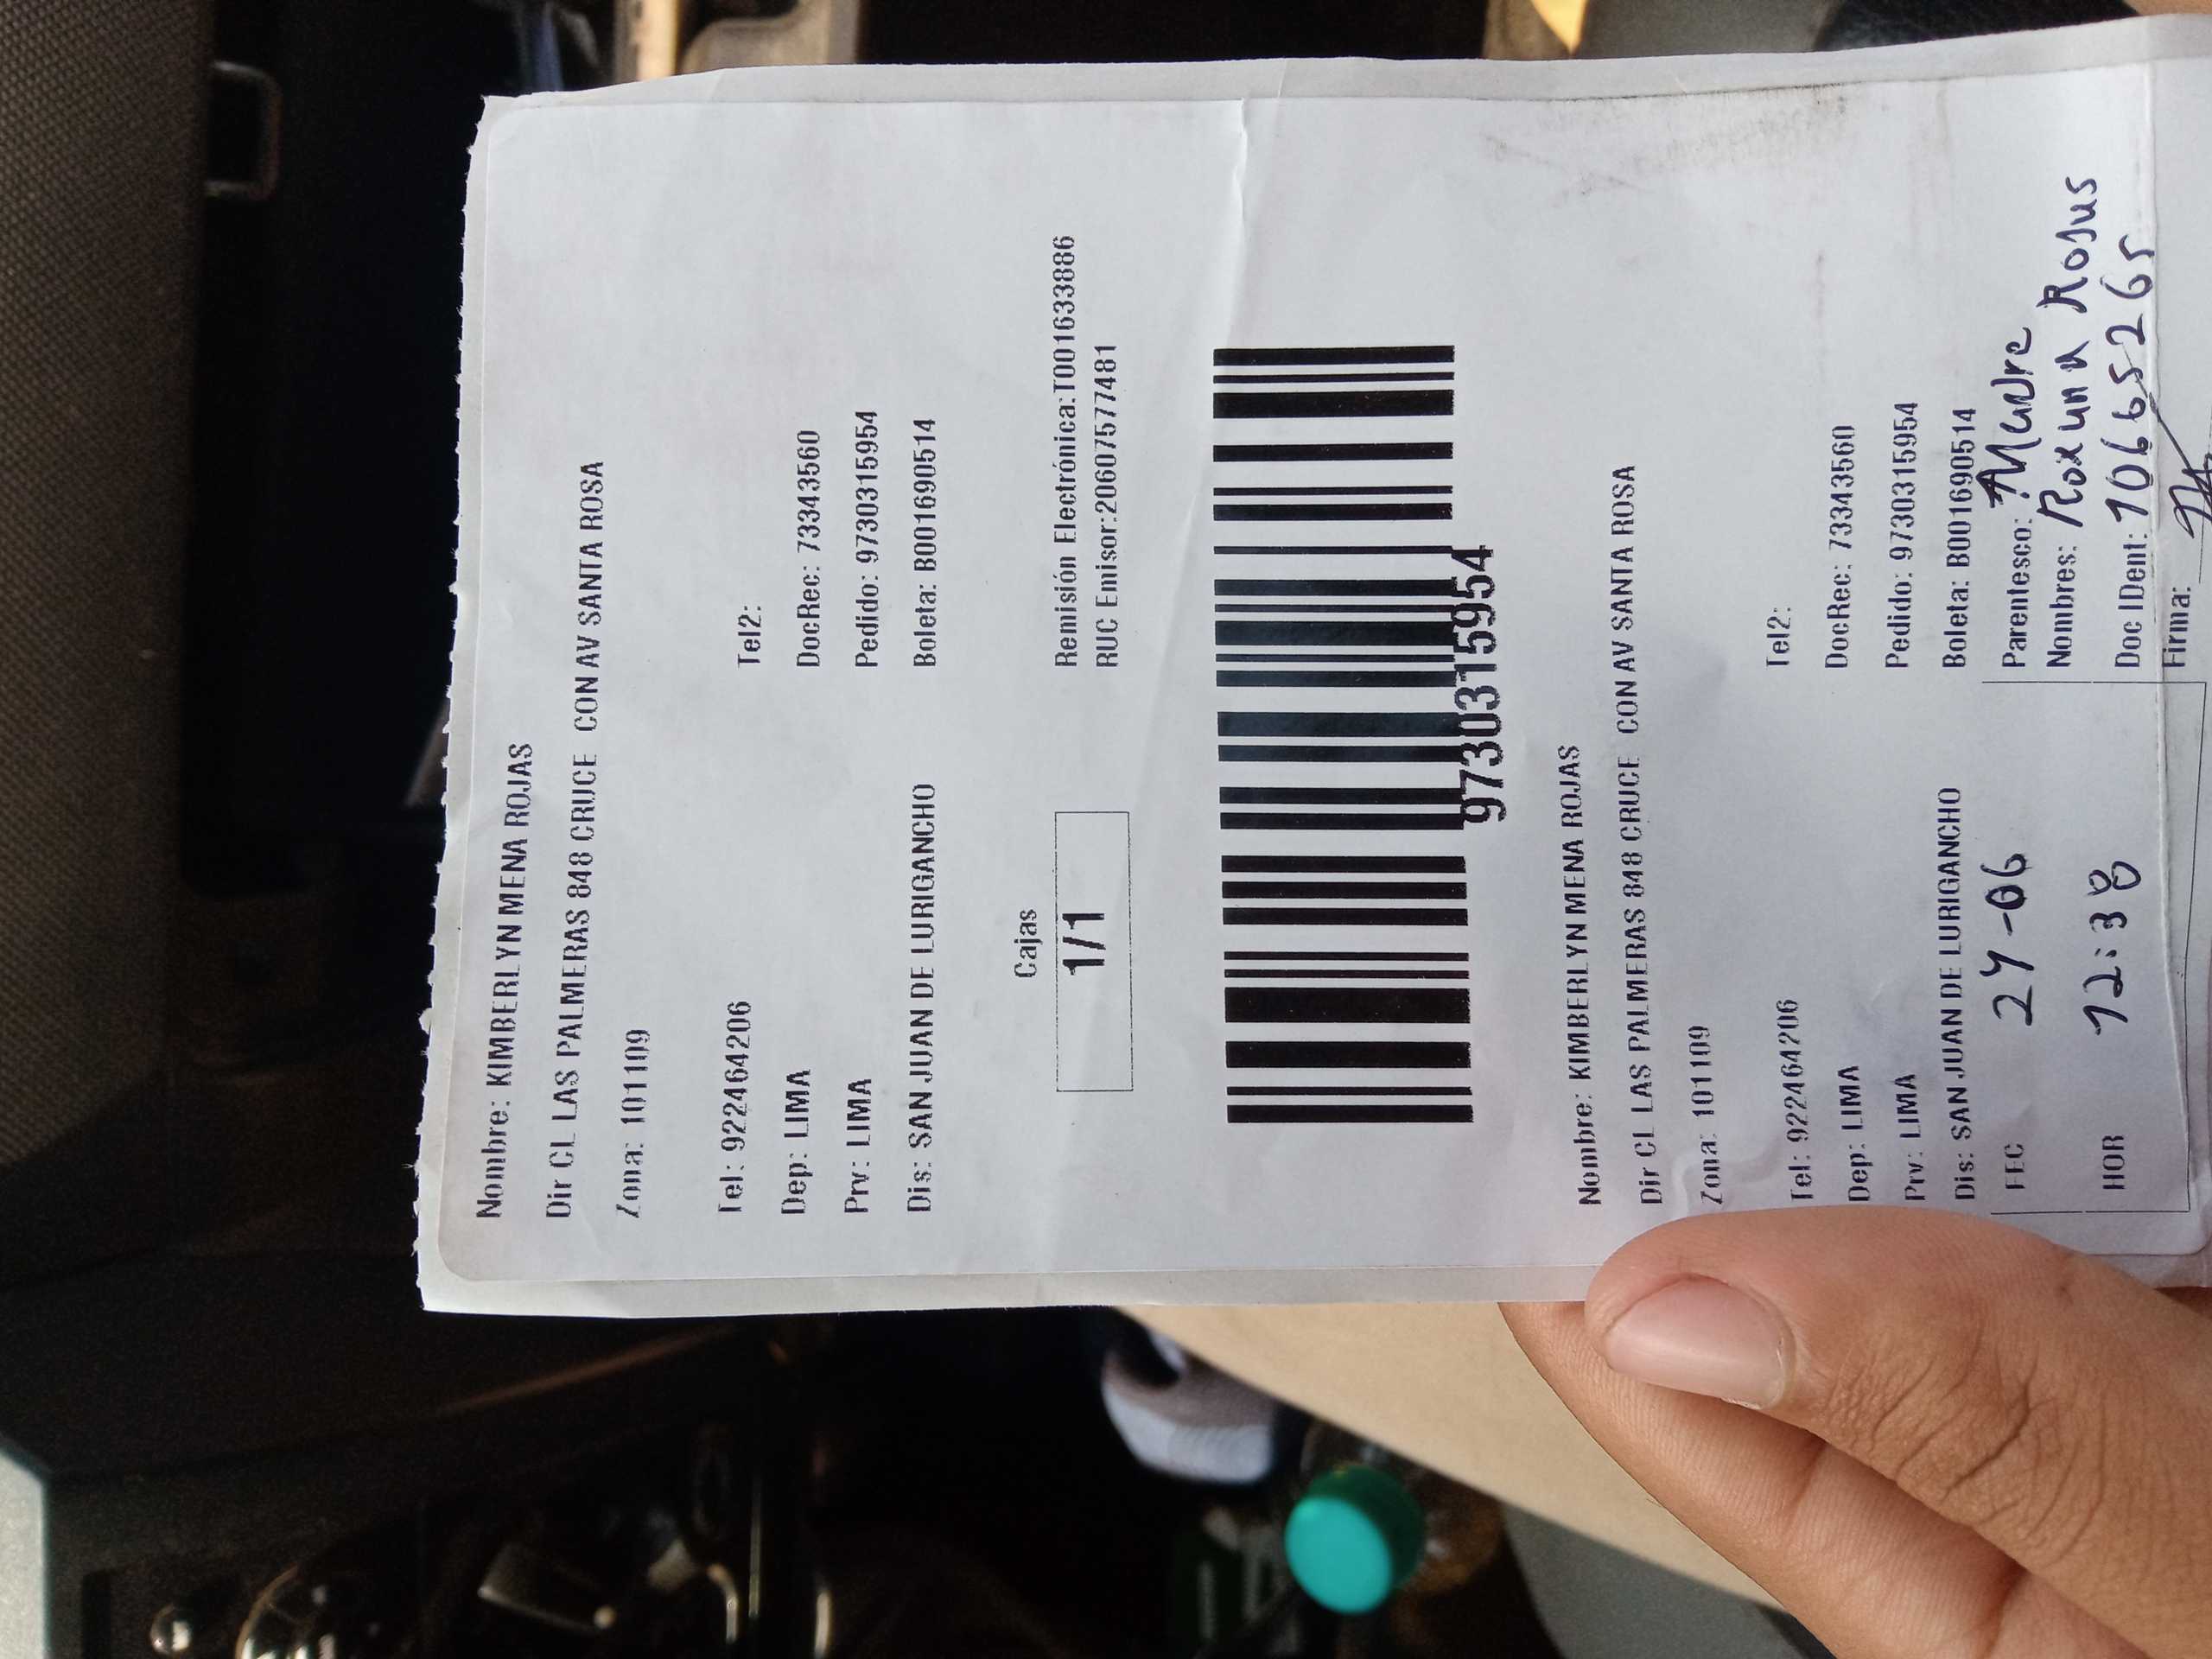 Nombre: KIMBERLYN MENA ROJAS
Dir CL LAS PALMERAS 848 CRUCE CON AV SANTA ROSA
Zona: 101109
Tel: 922464206 Tel2:
Dep: LIMA DocRec: 73343560
Prv: LIMA Pedido: 9730315954
Dis: SAN JUAN DE LURIGANCHO Boleta: B001690514
Cajas
1/1
Remisión Electrónica: T001633886
RUC Emisor:20607577481
9730315954
Nombre: KIMBERLYN MENA ROJAS
Dir CL LAS PALMERAS 848 CRUCE CON AV SANTA ROSA
Zona: 101109
Tel: 922464206 Tel2:
Dep: LIMA DocRec: 73343560
Prv: LIMA Pedido: 9730315954
Dis: SAN JUAN DE LURIGANCHO Boleta: B001690514
FEC 24-06 Parentesco: Madre
Nombres: Roxana Rojas
HOR 12:38 Doc IDent: 10665265
Firma: